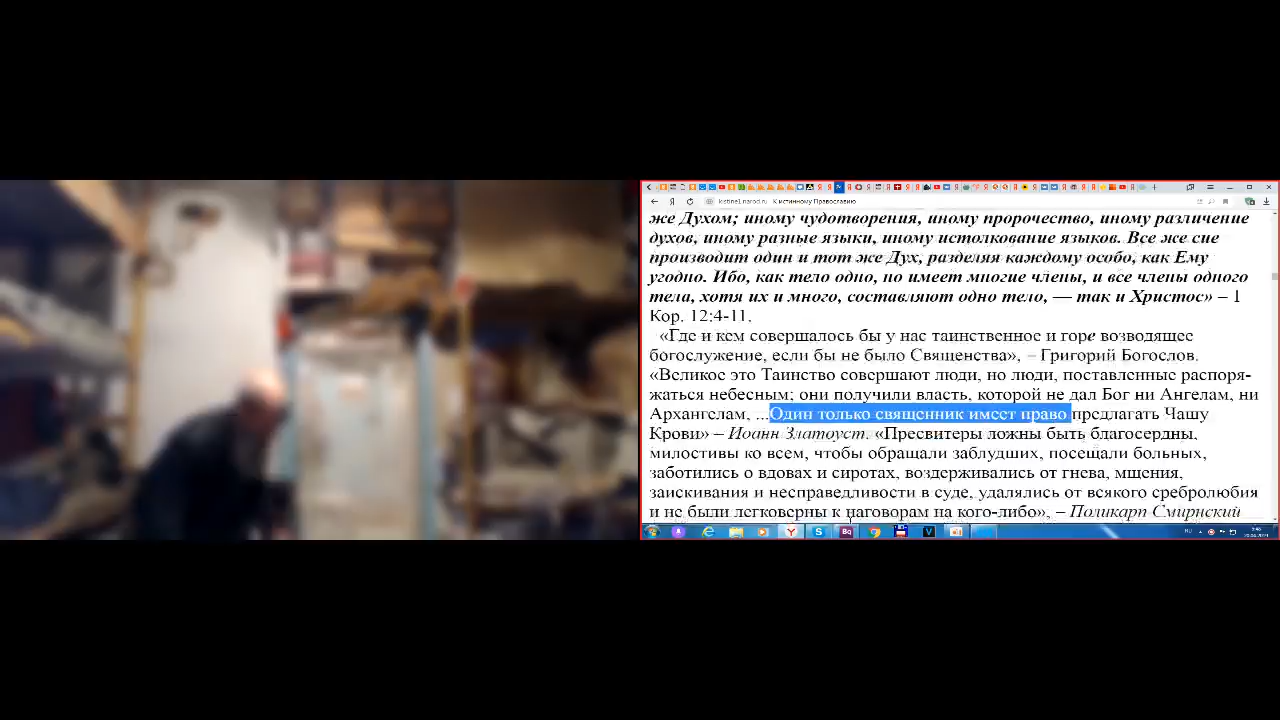 k-istine1.narod.ru К истинному Православию
же Духом; иному чудотворения, иному пророчество, иному различение
духов, иному разные языки, иному истолкование языков. Все же сие
производит один и тот же Дух, разделяя каждому особо, как Ему
угодно. Ибо, как тело одно, но имеет многие члены, и все члены одного
тела, хотя их и много, составляют одно тело, — так и Христос» – 1
Кор. 12:4-11.
«Где и кем совершалось бы у нас таинственное и горе возводящее
богослужение, если бы не было Священства», – Григорий Богослов.
«Великое это Таинство совершают люди, но люди, поставленные распоря-
жаться небесным; они получили власть, которой не дал Бог ни Ангелам, ни
Архангелам, ...Один только священник имеет право предлагать Чашу
Крови» – Иоанн Златоуст. «Пресвитеры ложны быть благосердны,
милостивы ко всем, чтобы обращали заблудших, посещали больных,
заботились о вдовах и сиротах, воздерживались от гнева, мщения,
заискивания и несправедливости в суде, удалялись от всякого сребролюбия
и не были легковерны к наговорам на кого-либо», – Поликарп Смирнский